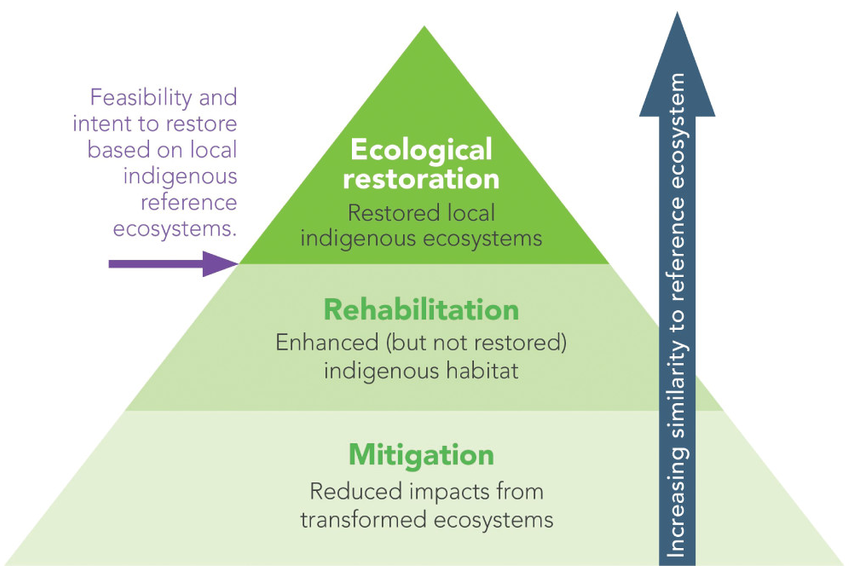 Feasibility and
intent to restore
based on local
indigenous
reference
ecosystems.
Ecological
restoration
Restored local
indigenous ecosystems
Rehabilitation
Enhanced (but not restored)
indigenous habitat
Mitigation
Reduced impacts from
transformed ecosystems
Increasing similarity to reference ecosystem